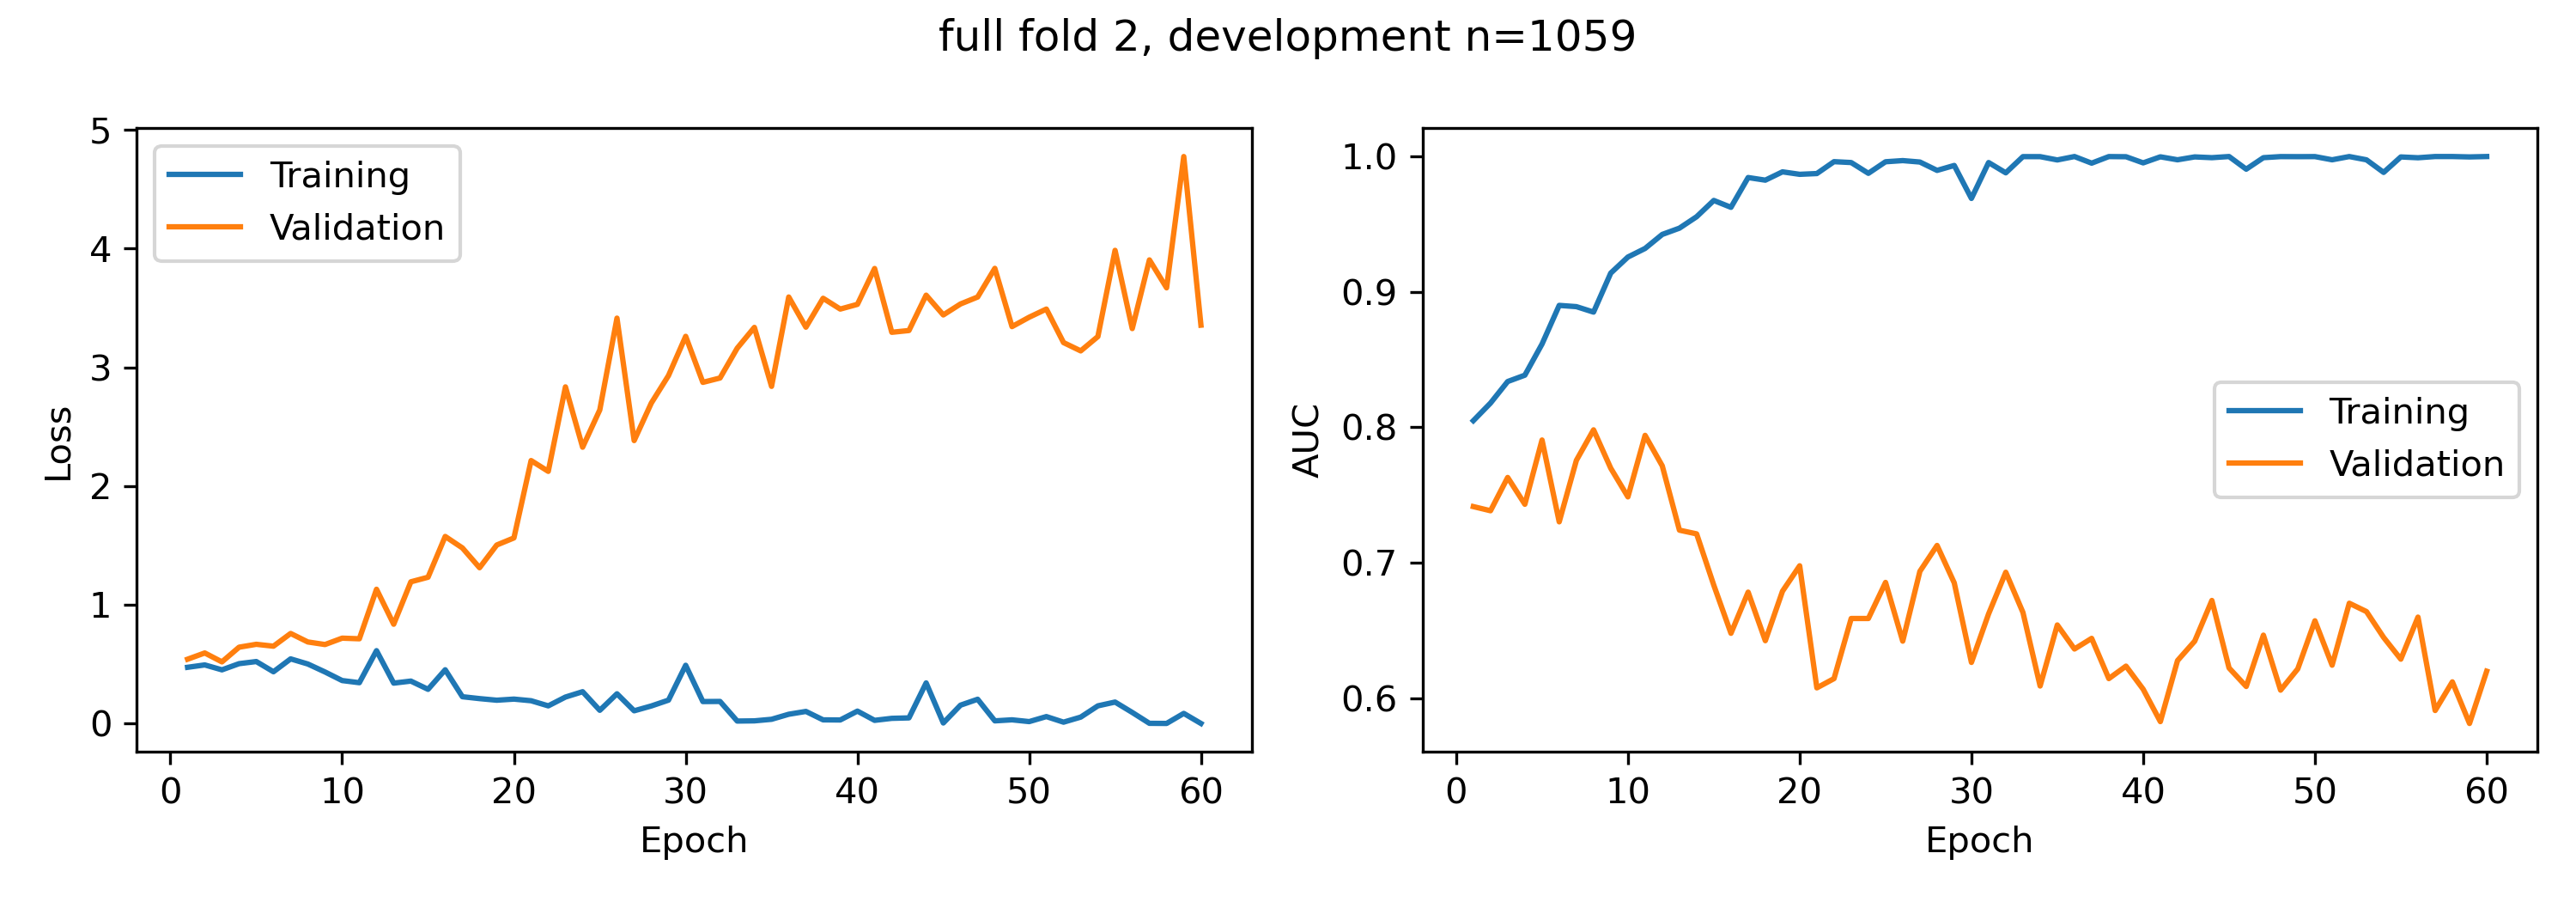 full fold 2, development n=1059
5
4
3
2
1
0
Loss
Training
Validation
0 10 20 30 40 50 60
Epoch
1.0
0.9
0.8
0.7
0.6
AUC
Training
Validation
0 10 20 30 40 50 60
Epoch